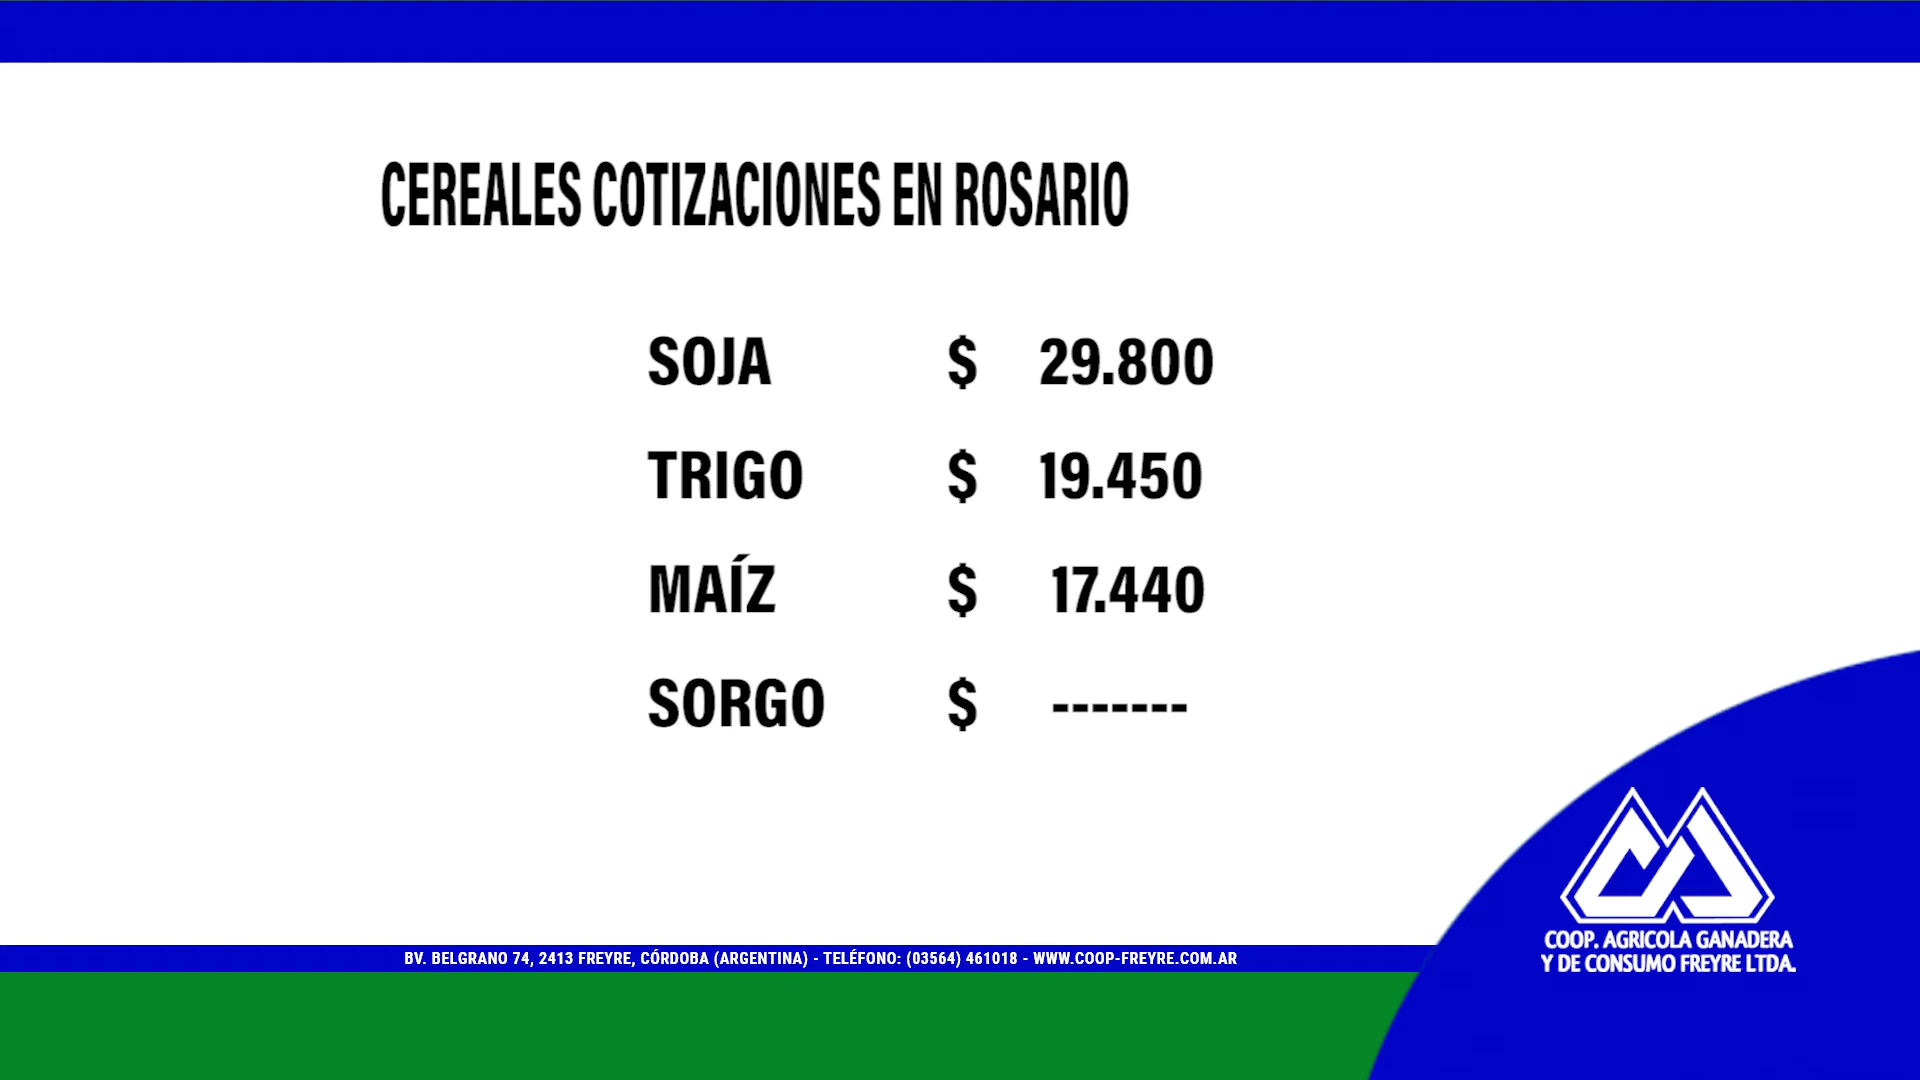 CEREALES COTIZACIONES EN ROSARIO
SOJA $ 29.800
TRIGO $ 19.450
MAÍZ $ 17.440
SORGO $ -------
BV. BELGRANO 74, 2413 FREYRE, CÓRDOBA (ARGENTINA) - TELÉFONO: (03564) 461018 - WWW.COOP-FREYRE.COM.AR
COOP. AGRICOLA GANADERA
Y DE CONSUMO FREYRE LTDA.